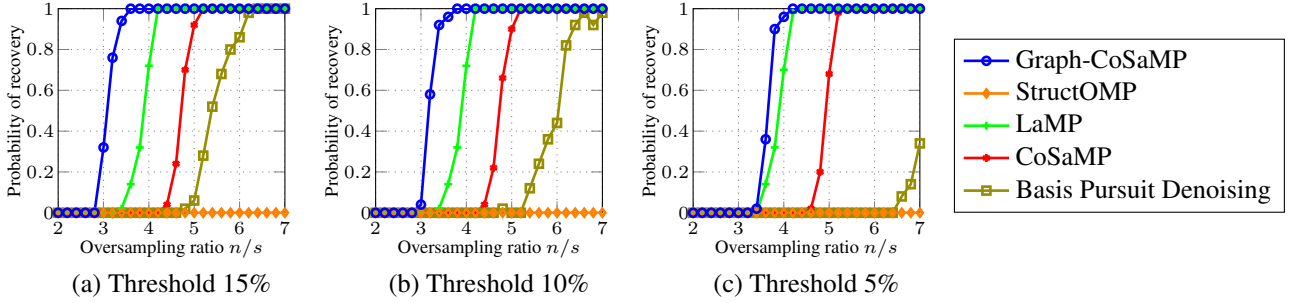 Probability of recovery
1
0.8
0.6
0.4
0.2
0
2 3 4 5 6 7
Oversampling ratio n/s
(a) Threshold 15%
Probability of recovery
1
0.8
0.6
0.4
0.2
0
2 3 4 5 6 7
Oversampling ratio n/s
(b) Threshold 10%
Probability of recovery
1
0.8
0.6
0.4
0.2
0
2 3 4 5 6 7
Oversampling ratio n/s
(c) Threshold 5%
Graph-CoSaMP
StructOMP
LaMP
CoSaMP
Basis Pursuit Denoising